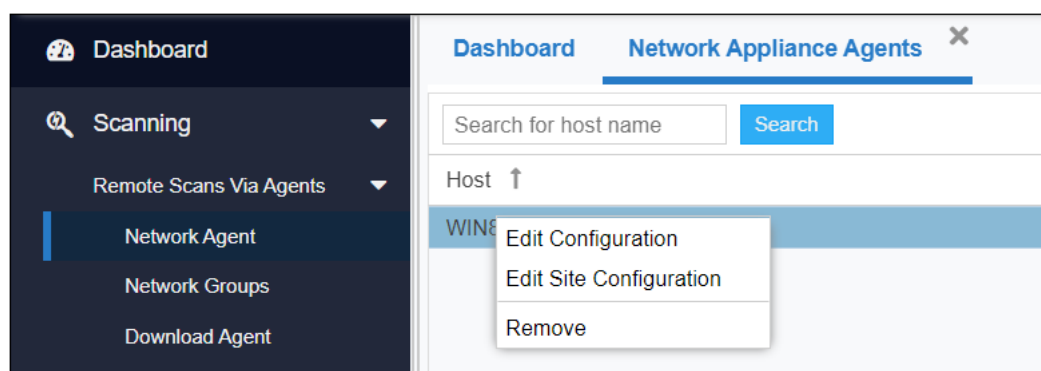 Dashboard
Scanning
Remote Scans Via Agents
Network Agent
Network Groups
Download Agent
Dashboard Network Appliance Agents
Search for host name Search
Host
Edit Configuration
Edit Site Configuration
Remove